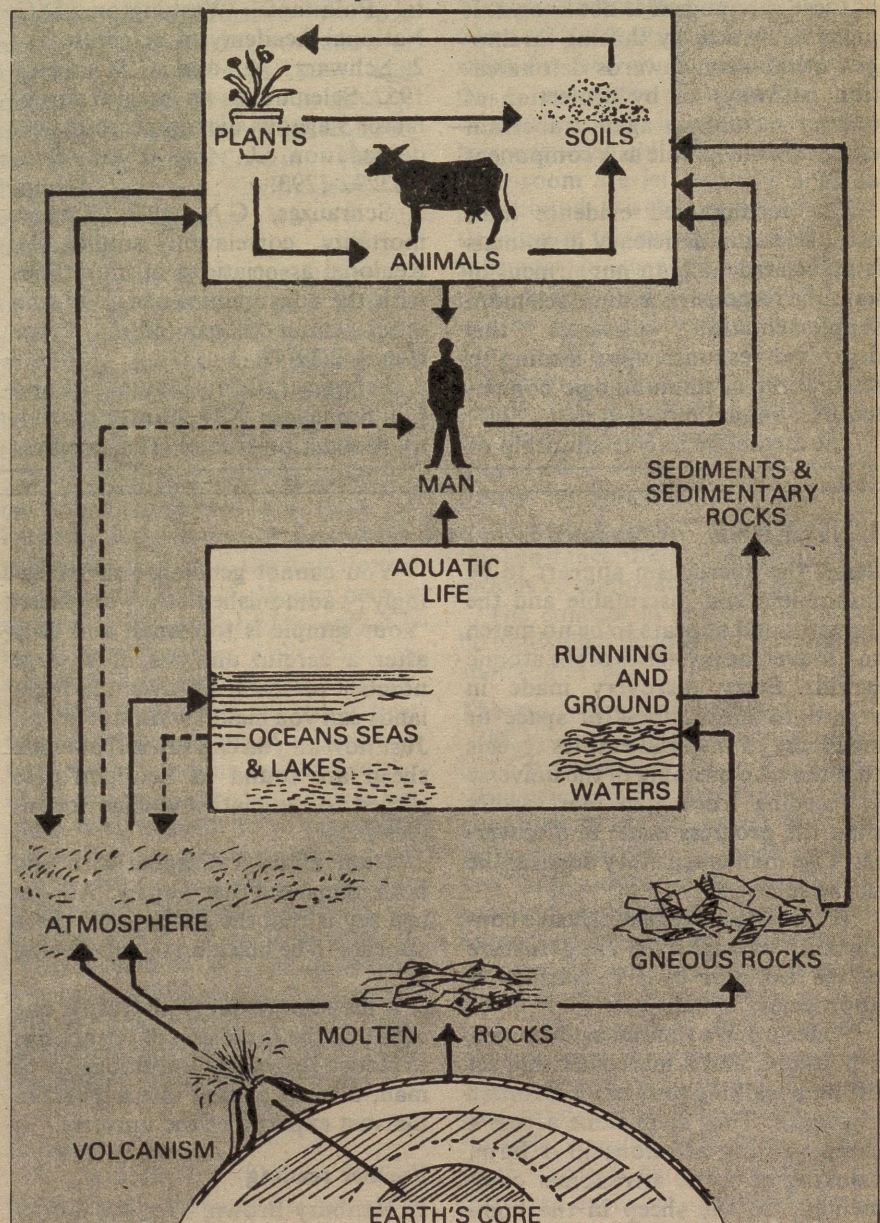 PLANTS
SOILS
ANIMALS
MAN
SEDIMENTS &
SEDIMENTARY
ROCKS
AQUATIC
LIFE
RUNNING
AND
GROUND
WATERS
OCEANS SEAS
& LAKES
ATMOSPHERE
GNEOUS ROCKS
MOLTEN ROCKS
VOLCANISM
EARTH'S CORE